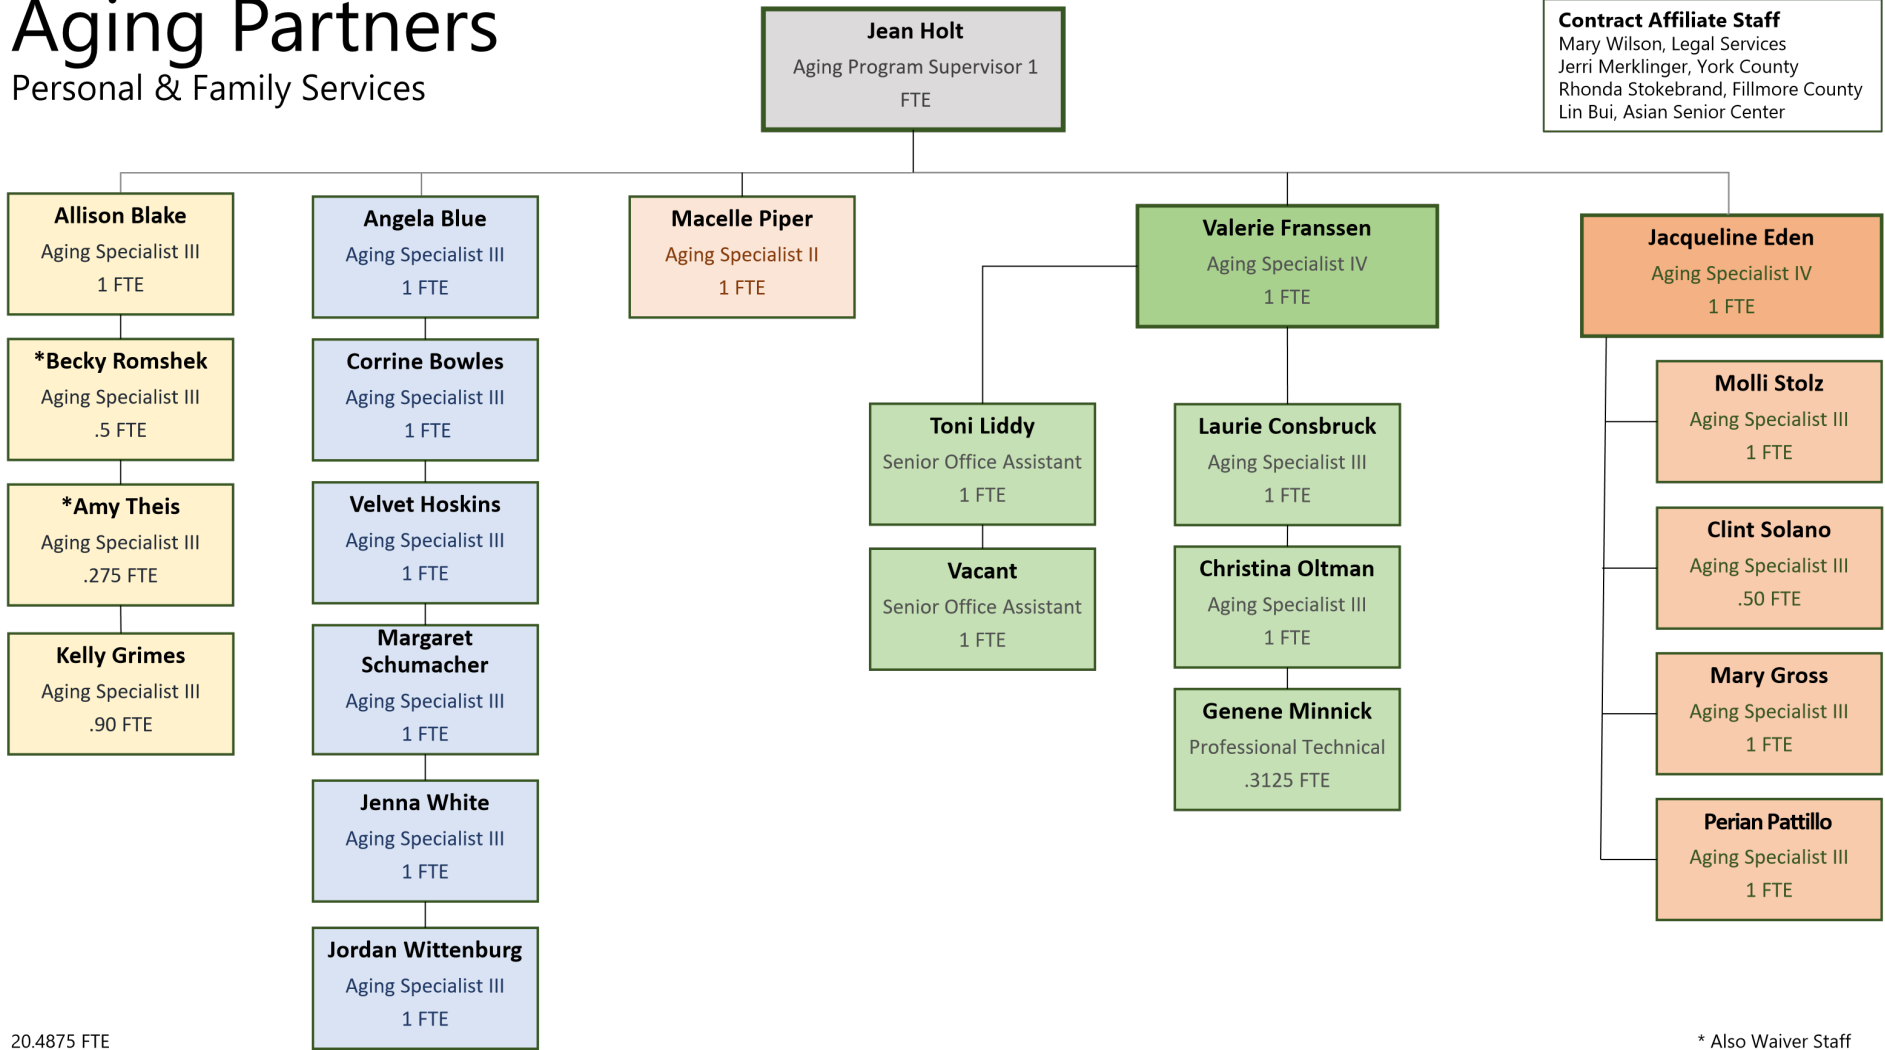 Aging Partners
Personal & Family Services
Jean Holt
Aging Program Supervisor 1
FTE
Contract Affiliate Staff
Mary Wilson, Legal Services
Jerri Merklinger, York County
Rhonda Stokebrand, Fillmore County
Lin Bui, Asian Senior Center
Allison Blake
Aging Specialist III
1 FTE
*Becky Romshek
Aging Specialist III
.5 FTE
*Amy Theis
Aging Specialist III
.275 FTE
Kelly Grimes
Aging Specialist III
.90 FTE
Angela Blue
Aging Specialist III
1 FTE
Corrine Bowles
Aging Specialist III
1 FTE
Velvet Hoskins
Aging Specialist III
1 FTE
Margaret
Schumacher
Aging Specialist III
1 FTE
Jenna White
Aging Specialist III
1 FTE
Jordan Wittenburg
Aging Specialist III
1 FTE
Macelle Piper
Aging Specialist II
1 FTE
Valerie Franssen
Aging Specialist IV
1 FTE
Toni Liddy
Senior Office Assistant
1 FTE
Vacant
Senior Office Assistant
1 FTE
Laurie Consbruck
Aging Specialist III
1 FTE
Christina Oltman
Aging Specialist III
1 FTE
Genene Minnick
Professional Technical
.3125 FTE
Jacqueline Eden
Aging Specialist IV
1 FTE
Molli Stolz
Aging Specialist III
1 FTE
Clint Solano
Aging Specialist III
.50 FTE
Mary Gross
Aging Specialist III
1 FTE
Perian Pattillo
Aging Specialist III
1 FTE
20.4875 FTE
* Also Waiver Staff